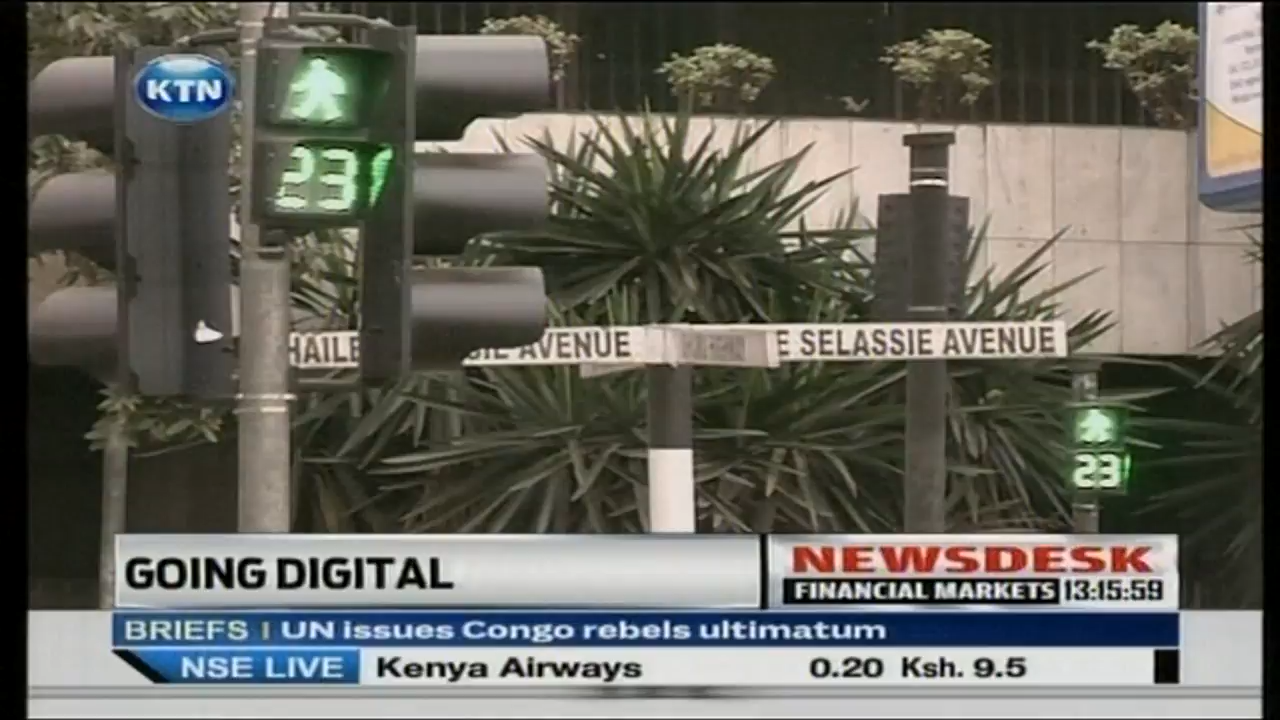 KTN
23
HAILE
AVENUE
E SELASSIE AVENUE
23
GOING DIGITAL
NEWSDESK
FINANCIAL MARKETS 13:15:59
BRIEFS | UN issues Congo rebels ultimatum
NSE LIVE Kenya Airways 0.20 Ksh. 9.5